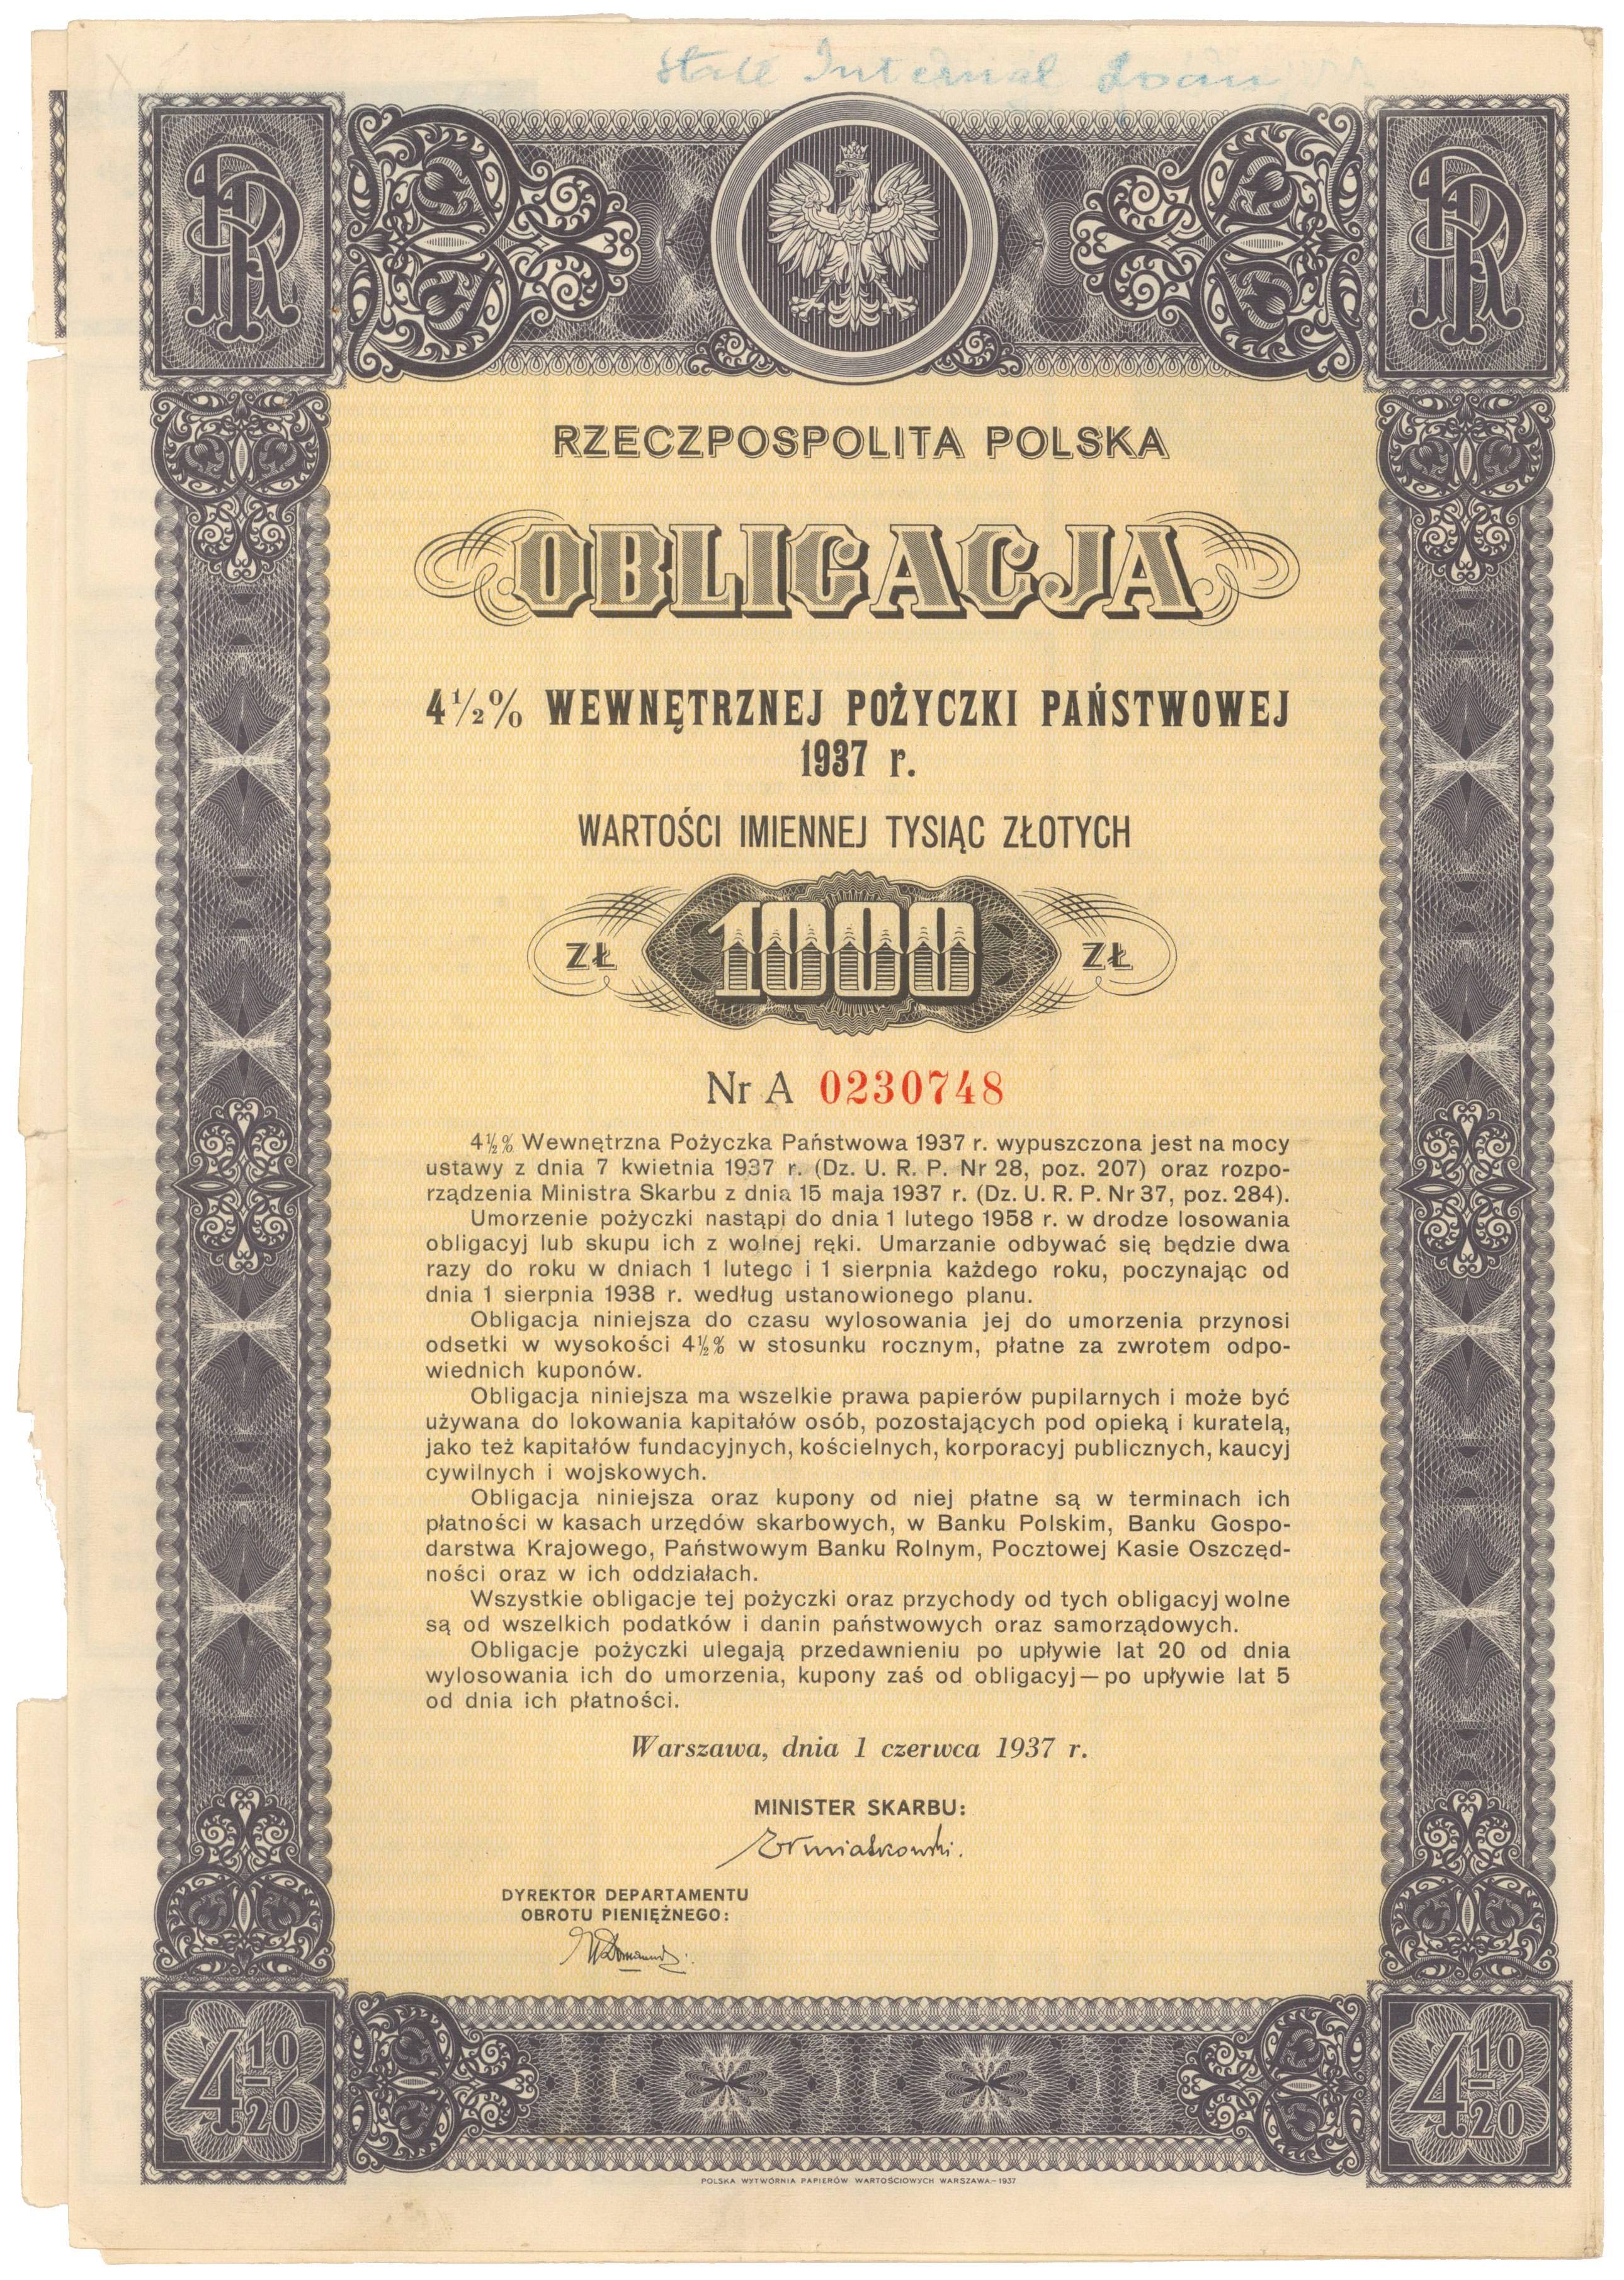 State Internal Loan
PR
PR
RZECZPOSPOLITA POLSKA
OBLIGACJA
4½% WEWNĘTRZNEJ POŻYCZKI PAŃSTWOWEJ
1937 r.
WARTOŚCI IMIENNEJ TYSIĄC ZŁOTYCH
ZŁ 1000 ZŁ
Nr A 0230748
4½% Wewnętrzna Pożyczka Państwowa 1937 r. wypuszczona jest na mocy
ustawy z dnia 7 kwietnia 1937 r. (Dz. U. R. P. Nr 28, poz. 207) oraz rozpo-
rządzenia Ministra Skarbu z dnia 15 maja 1937 r. (Dz. U. R. P. Nr 37, poz. 284).
Umorzenie pożyczki nastąpi do dnia 1 lutego 1958 r. w drodze losowania
obligacyj lub skupu ich z wolnej ręki. Umarzanie odbywać się będzie dwa
razy do roku w dniach 1 lutego i 1 sierpnia każdego roku, poczynając od
dnia 1 sierpnia 1938 r. według ustanowionego planu.
Obligacja niniejsza do czasu wylosowania jej do umorzenia przynosi
odsetki w wysokości 4½% w stosunku rocznym, płatne za zwrotem odpo-
wiednich kuponów.
Obligacja niniejsza ma wszelkie prawa papierów pupilarnych i może być
używana do lokowania kapitałów osób, pozostających pod opieką i kuratelą,
jako też kapitałów fundacyjnych, kościelnych, korporacyj publicznych, kaucyj
cywilnych i wojskowych.
Obligacja niniejsza oraz kupony od niej płatne są w terminach ich
płatności w kasach urzędów skarbowych, w Banku Polskim, Banku Gospo-
darstwa Krajowego, Państwowym Banku Rolnym, Pocztowej Kasie Oszczęd-
ności oraz w ich oddziałach.
Wszystkie obligacje tej pożyczki oraz przychody od tych obligacyj wolne
są od wszelkich podatków i danin państwowych oraz samorządowych.
Obligacje pożyczki ulegają przedawnieniu po upływie lat 20 od dnia
wylosowania ich do umorzenia, kupony zaś od obligacyj — po upływie lat 5
od dnia ich płatności.
Warszawa, dnia 1 czerwca 1937 r.
MINISTER SKARBU:
EKwiatkowski.
DYREKTOR DEPARTAMENTU
OBROTU PIENIĘŻNEGO:
4 10/20
4 10/20
POLSKA WYTWÓRNIA PAPIERÓW WARTOŚCIOWYCH WARSZAWA—1937